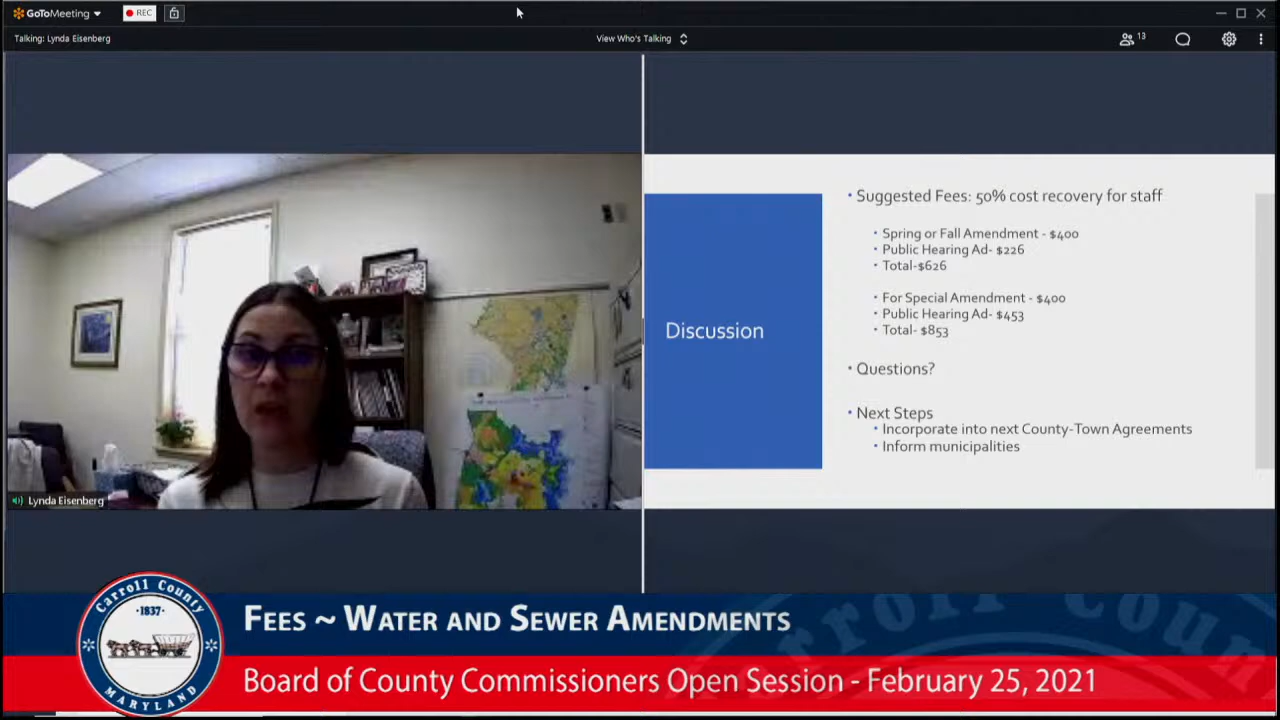 GoToMeeting
REC
Talking: Lynda Eisenberg
View Who's Talking
13
• Suggested Fees: 50% cost recovery for staff
• Spring or Fall Amendment - $400
• Public Hearing Ad- $226
• Total-$626
• For Special Amendment - $400
• Public Hearing Ad- $453
• Total- $853
Discussion
• Questions?
• Next Steps
• Incorporate into next County-Town Agreements
• Inform municipalities
Lynda Eisenberg
Carroll County
·1837·
MARYLAND
FEES ~ WATER AND SEWER AMENDMENTS
Board of County Commissioners Open Session - February 25, 2021